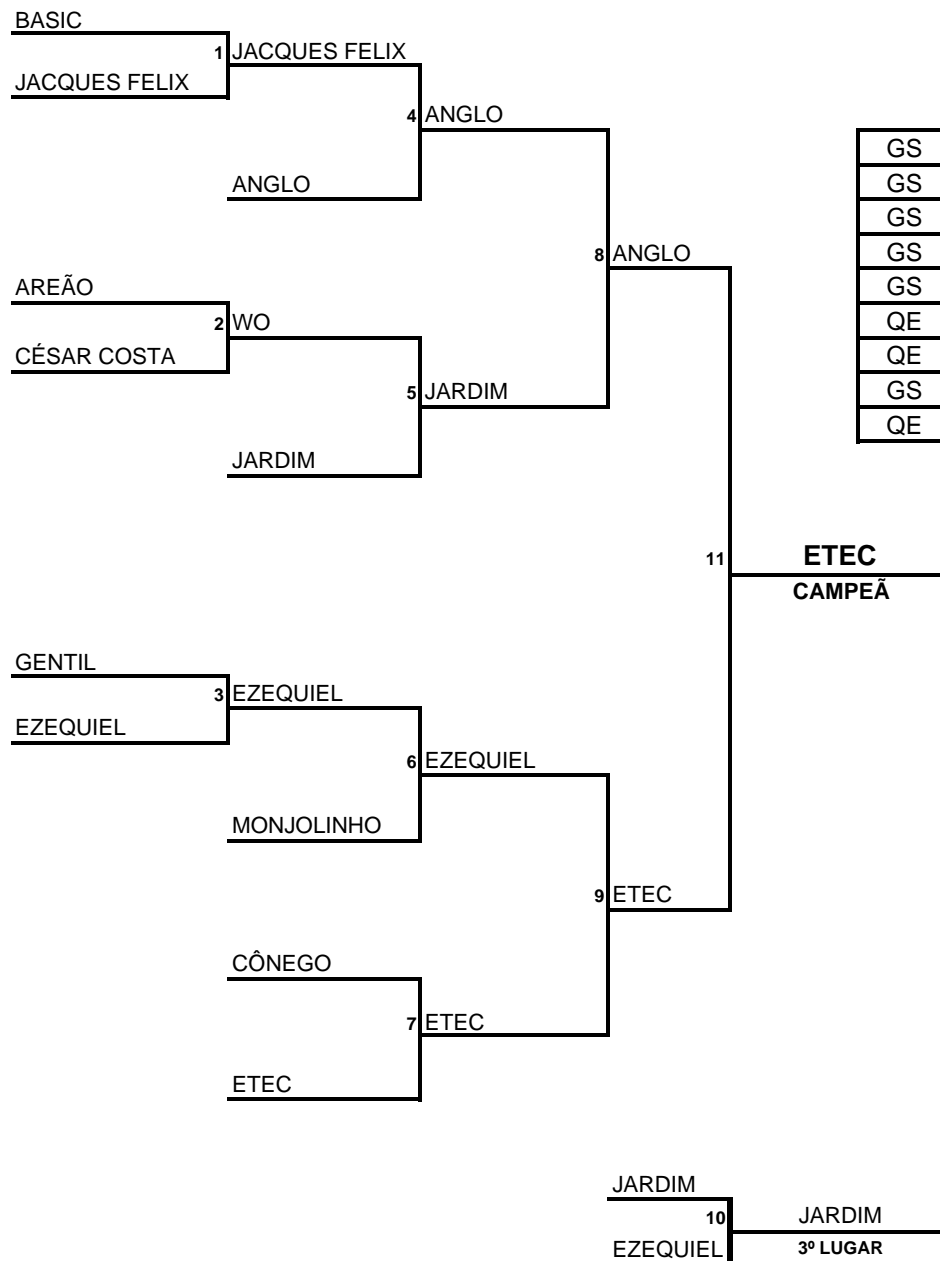 BASIC
1 JACQUES FELIX
JACQUES FELIX
4 ANGLO
GS
GS
ANGLO
GS
8 ANGLO
GS
GS
AREÃO
QE
2 WO
CÉSAR COSTA
QE
5 JARDIM
GS
QE
JARDIM
11 ETEC
CAMPEÃ
GENTIL
3 EZEQUIEL
EZEQUIEL
6 EZEQUIEL
MONJOLINHO
9 ETEC
CÔNEGO
7 ETEC
ETEC
JARDIM
10 JARDIM
EZEQUIEL 3º LUGAR